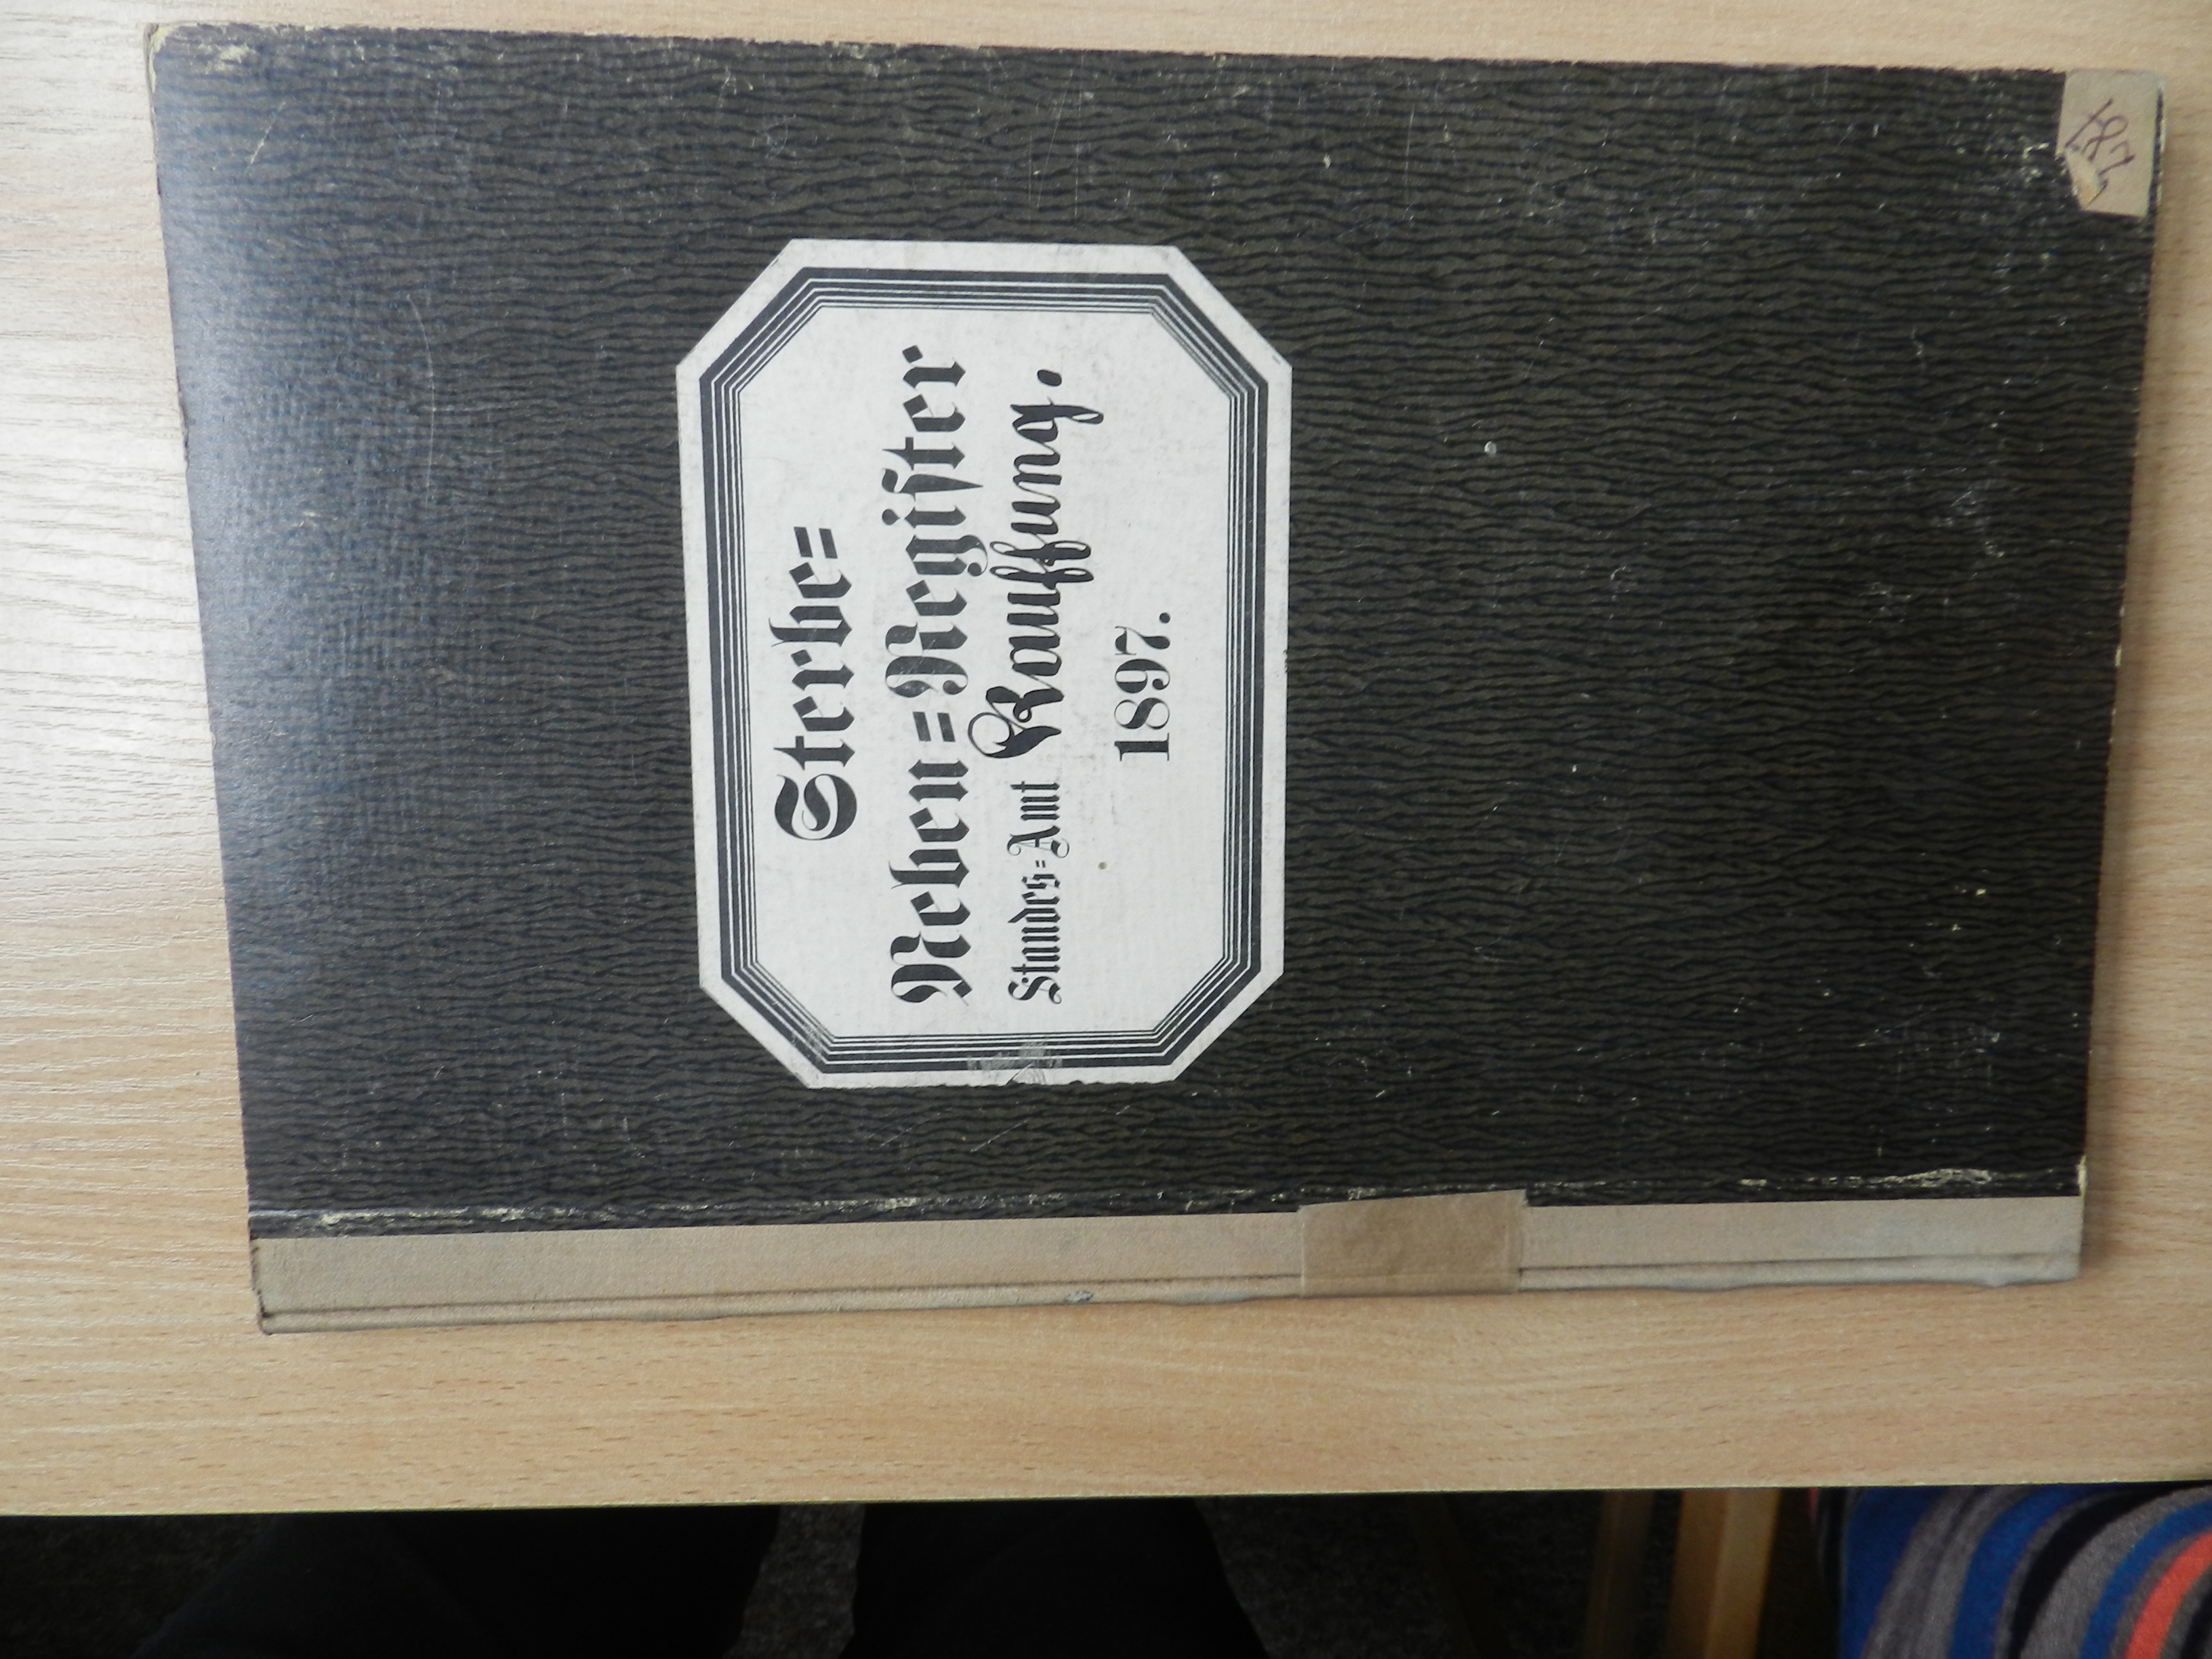 Sterbe=
Neben=Register
Standes=Amt Kauffung.
1897.